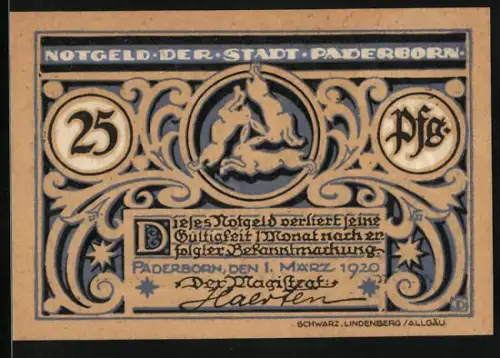 NOTGELD·DER·STADT·PADERBORN·
25
Pfg.
Dieses Notgeld verliert seine
Gültigkeit 1 Monat nach er-
folgter Bekanntmachung.
PADERBORN, DEN 1. MÄRZ 1920
Der Magistrat:
Haerten
SCHWARZ, LINDENBERG/ALLGÄU